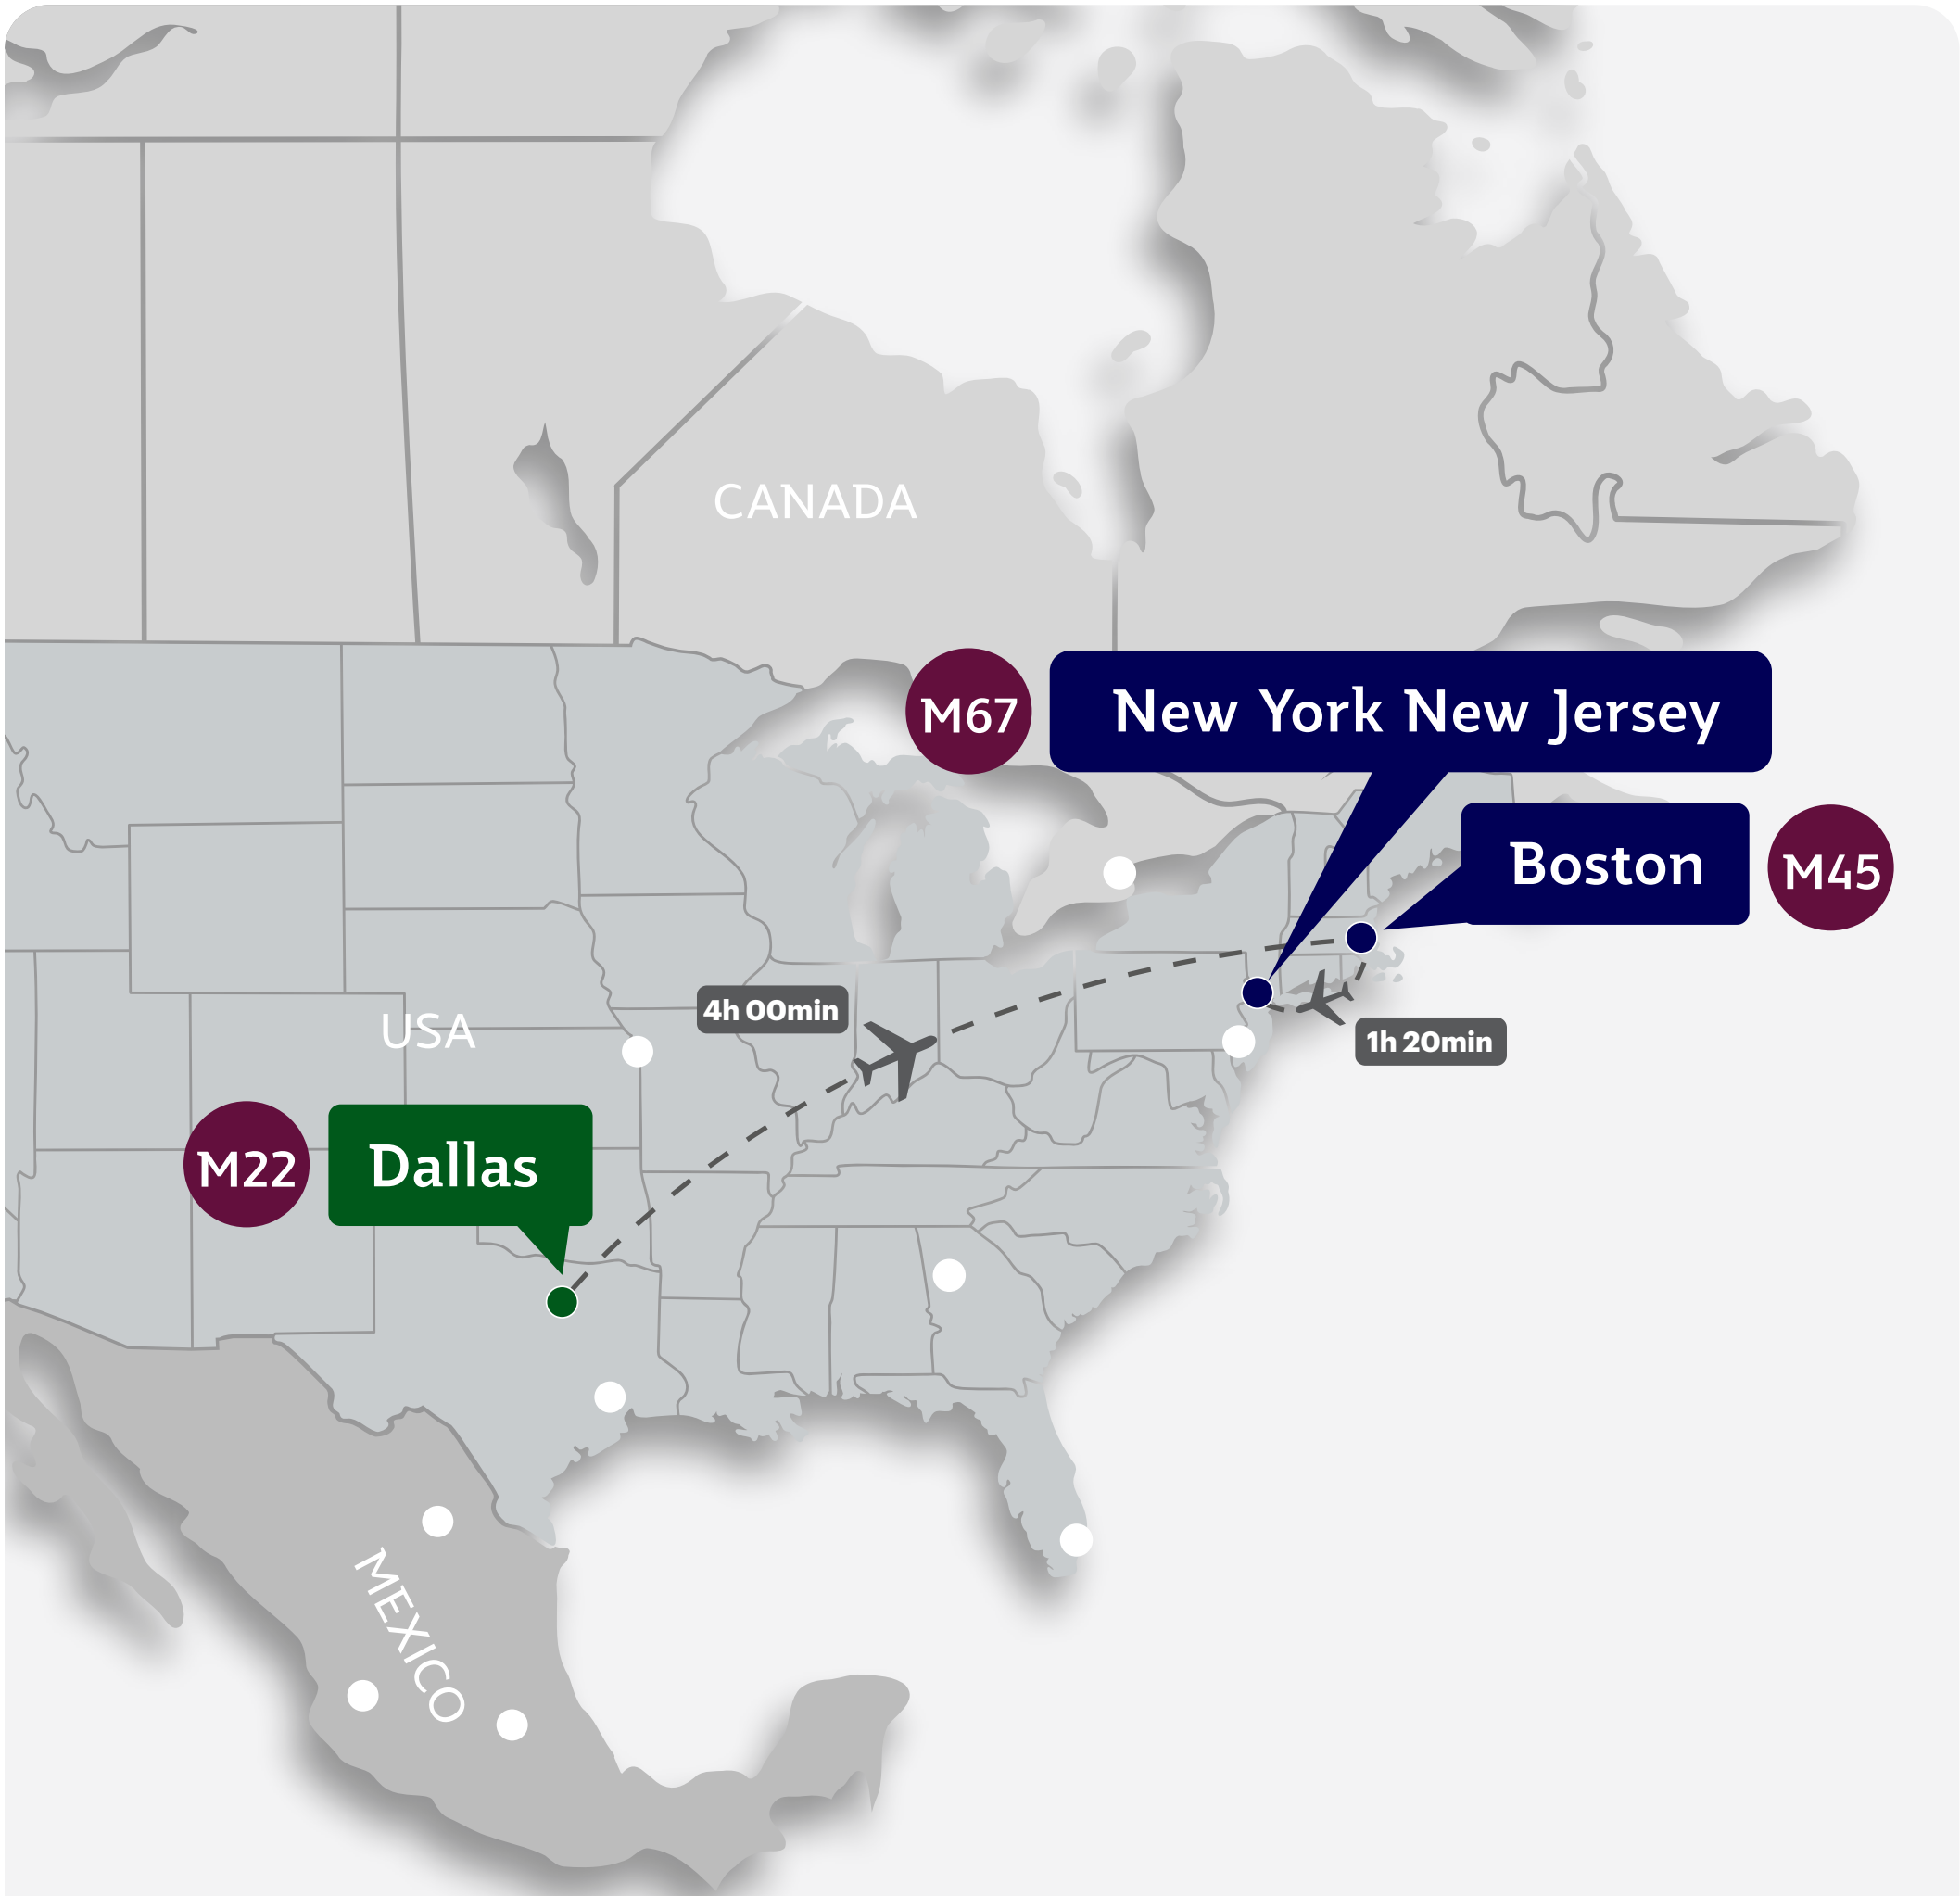 CANADA
M67
New York New Jersey
Boston
M45
4h 00min
USA
1h 20min
M22
Dallas
MEXICO